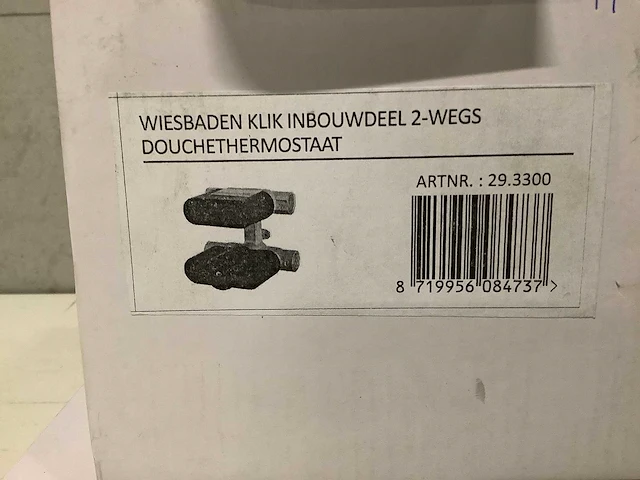 WIESBADEN KLIK INBOUWDEEL 2-WEGS
DOUCHETHERMOSTAAT
ARTNR. : 29.3300
8 719956 084737 >